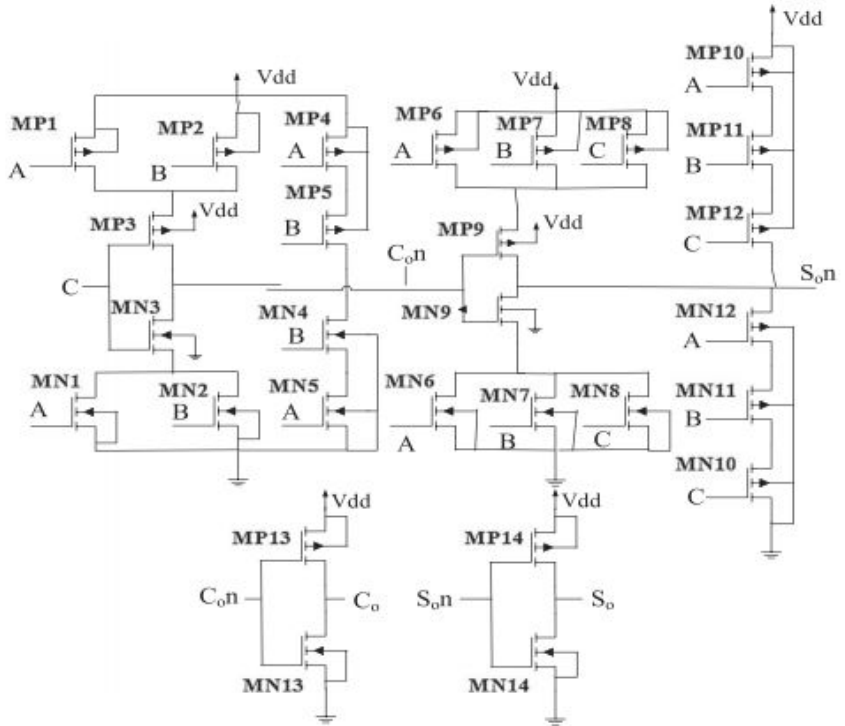 Vdd
Vdd
Vdd
MP10
A
MP1
MP2
MP4
MP6
MP7
MP8
A
B
A
A
B
C
MP11
B
MP5
B
MP3
Vdd
MP9
Vdd
MP12
C
C
Cₒn
Sₒn
MN3
MN4
B
MN9
MN12
A
MN1
A
MN2
B
MN5
A
MN6
A
MN7
B
MN8
C
MN11
B
MN10
C
Vdd
Vdd
MP13
MP14
Cₒn
Cₒ
Sₒn
Sₒ
MN13
MN14